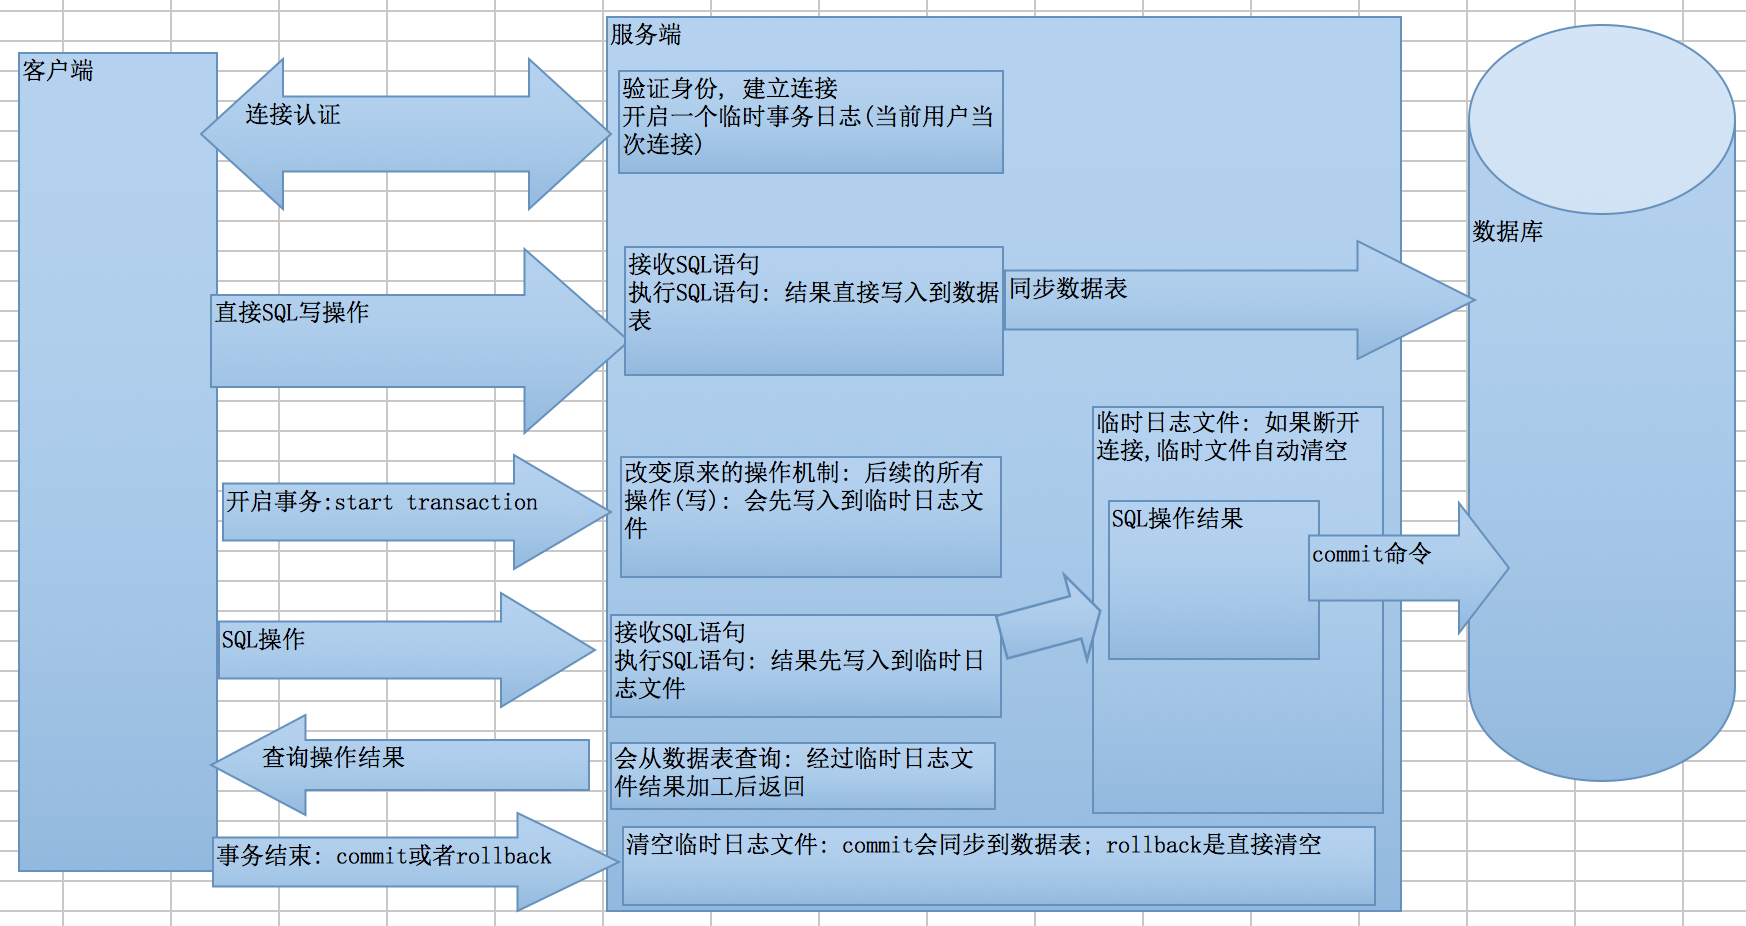 客户端
服务端
连接认证
验证身份, 建立连接
开启一个临时事务日志(当前用户当
次连接)
数据库
直接SQL写操作
接收SQL语句
执行SQL语句: 结果直接写入到数据
表
同步数据表
开启事务:start transaction
改变原来的操作机制: 后续的所有
操作(写): 会先写入到临时日志文
件
临时日志文件: 如果断开
连接,临时文件自动清空
SQL操作结果
commit命令
SQL操作
接收SQL语句
执行SQL语句: 结果先写入到临时日
志文件
查询操作结果
会从数据表查询: 经过临时日志文
件结果加工后返回
事务结束: commit或者rollback
清空临时日志文件: commit会同步到数据表; rollback是直接清空